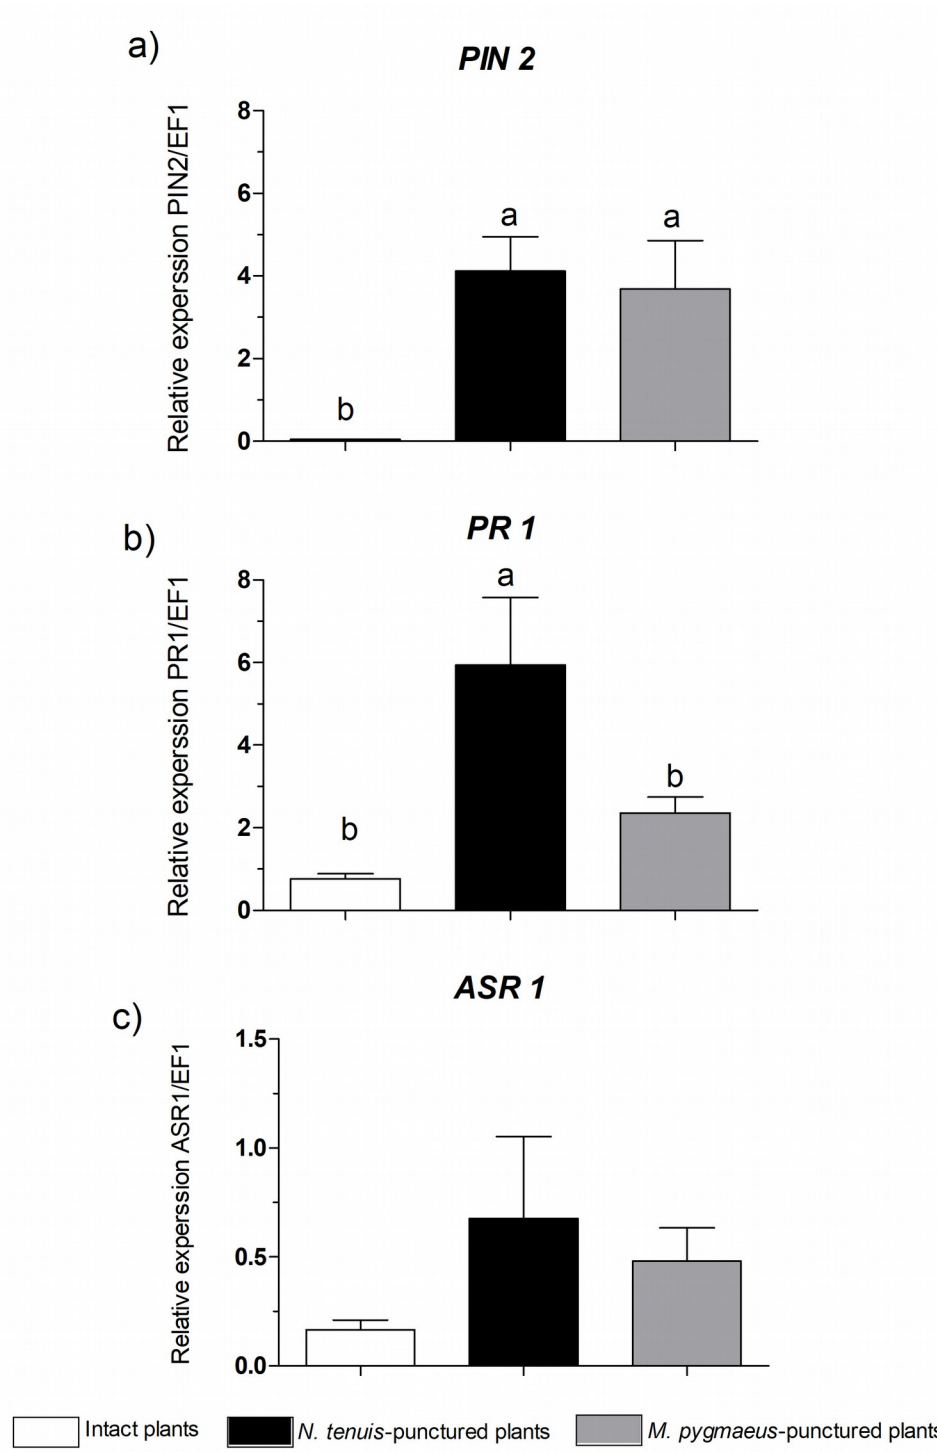 a)
PIN 2
Relative experssion PIN2/EF1
8
6
4
2
0
b
a
a
b)
PR 1
Relative experssion PR1/EF1
8
6
4
2
0
b
a
b
c)
ASR 1
Relative experssion ASR1/EF1
1.5
1.0
0.5
0.0
Intact plants
N. tenuis-punctured plants
M. pygmaeus-punctured plants